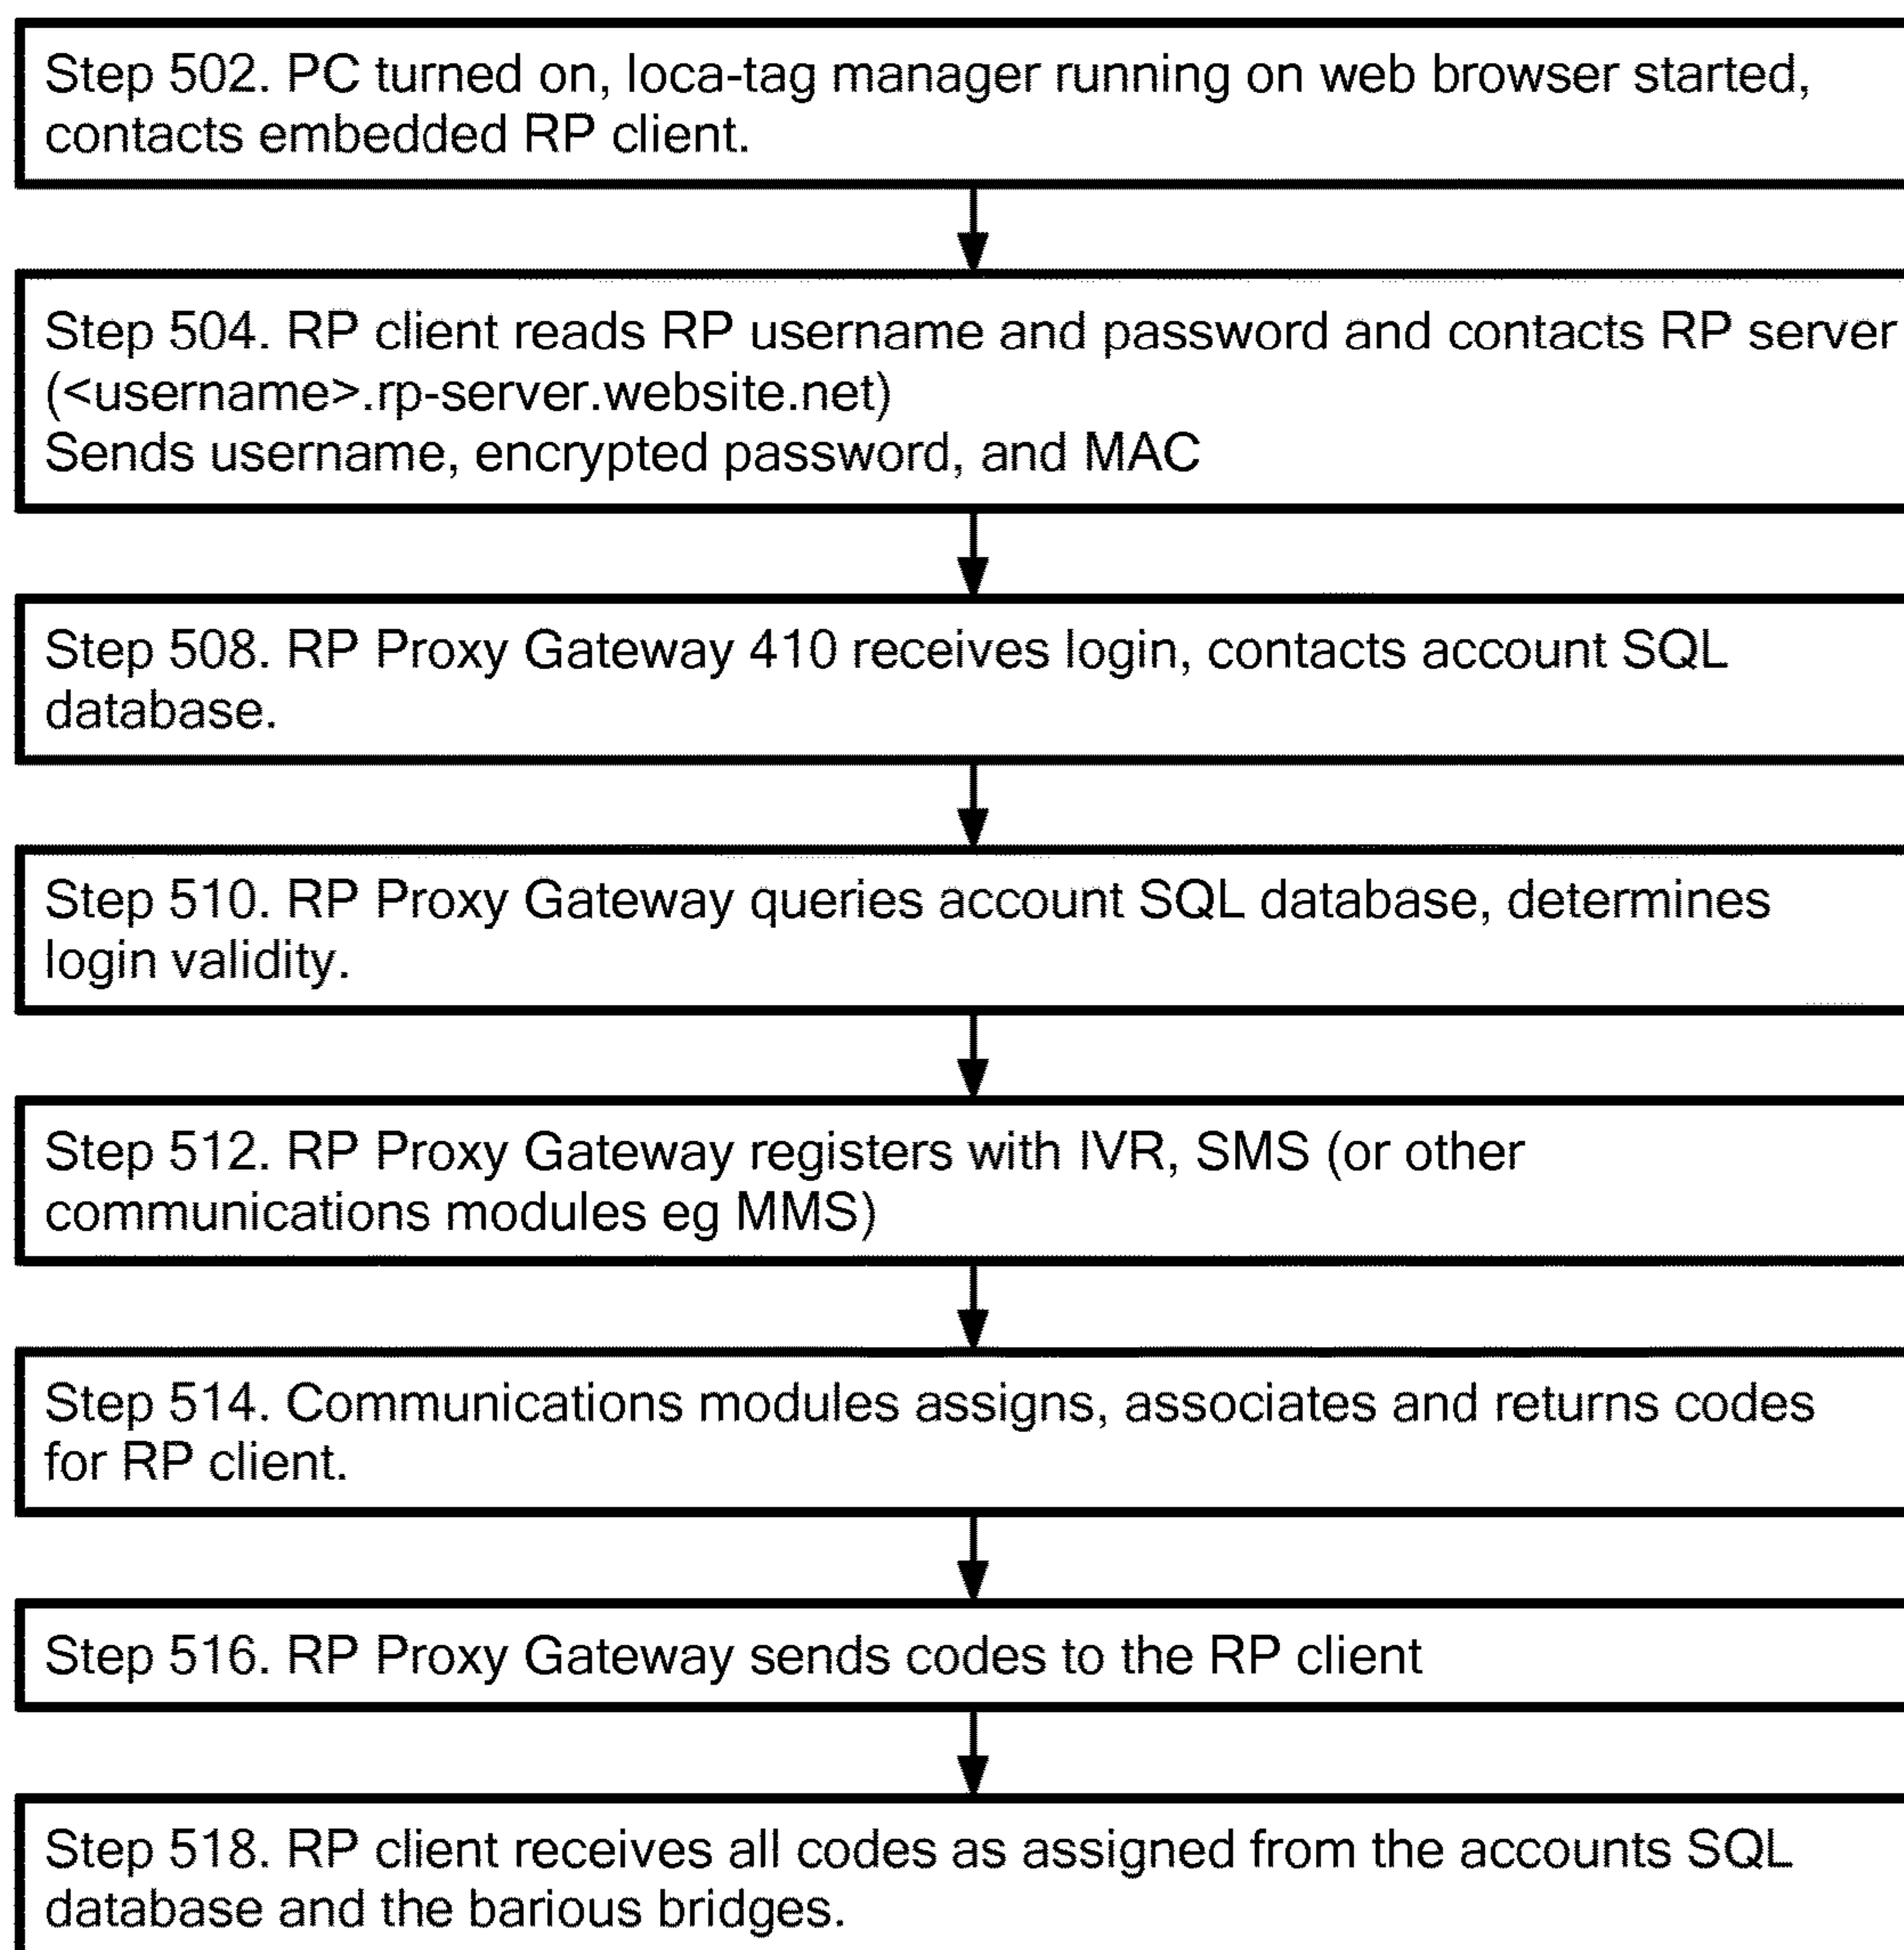 Step 502. PC turned on, loca-tag manager running on web browser started,
contacts embedded RP client.
Step 504. RP client reads RP username and password and contacts RP server
(<username>.rp-server.website.net)
Sends username, encrypted password, and MAC
Step 508. RP Proxy Gateway 410 receives login, contacts account SQL
database.
Step 510. RP Proxy Gateway queries account SQL database, determines
login validity.
Step 512. RP Proxy Gateway registers with IVR, SMS (or other
communications modules eg MMS)
Step 514. Communications modules assigns, associates and returns codes
for RP client.
Step 516. RP Proxy Gateway sends codes to the RP client
Step 518. RP client receives all codes as assigned from the accounts SQL
database and the barious bridges.